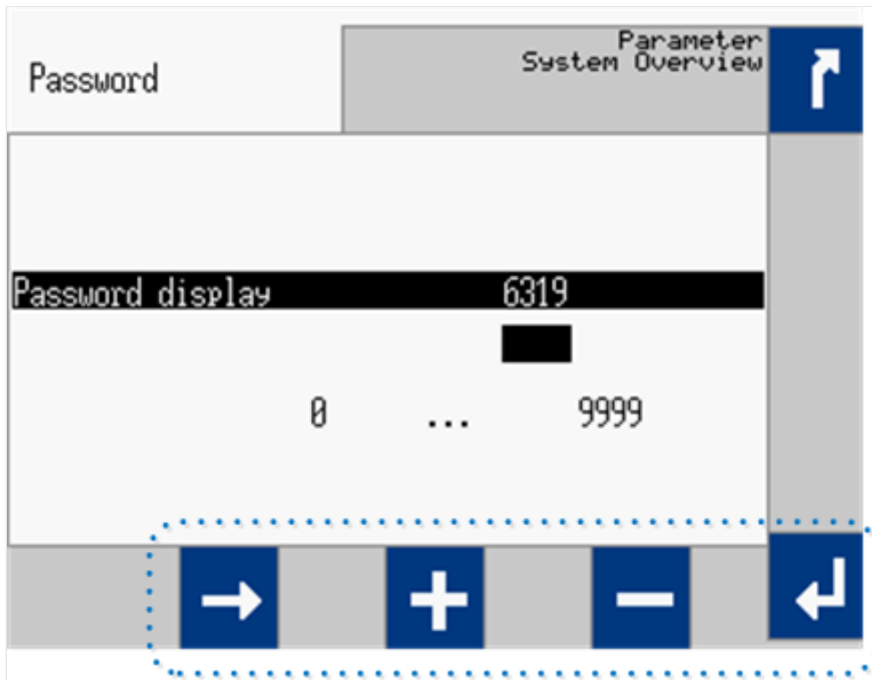 Password
Parameter
System Overview
Password display 6319
0 ... 9999